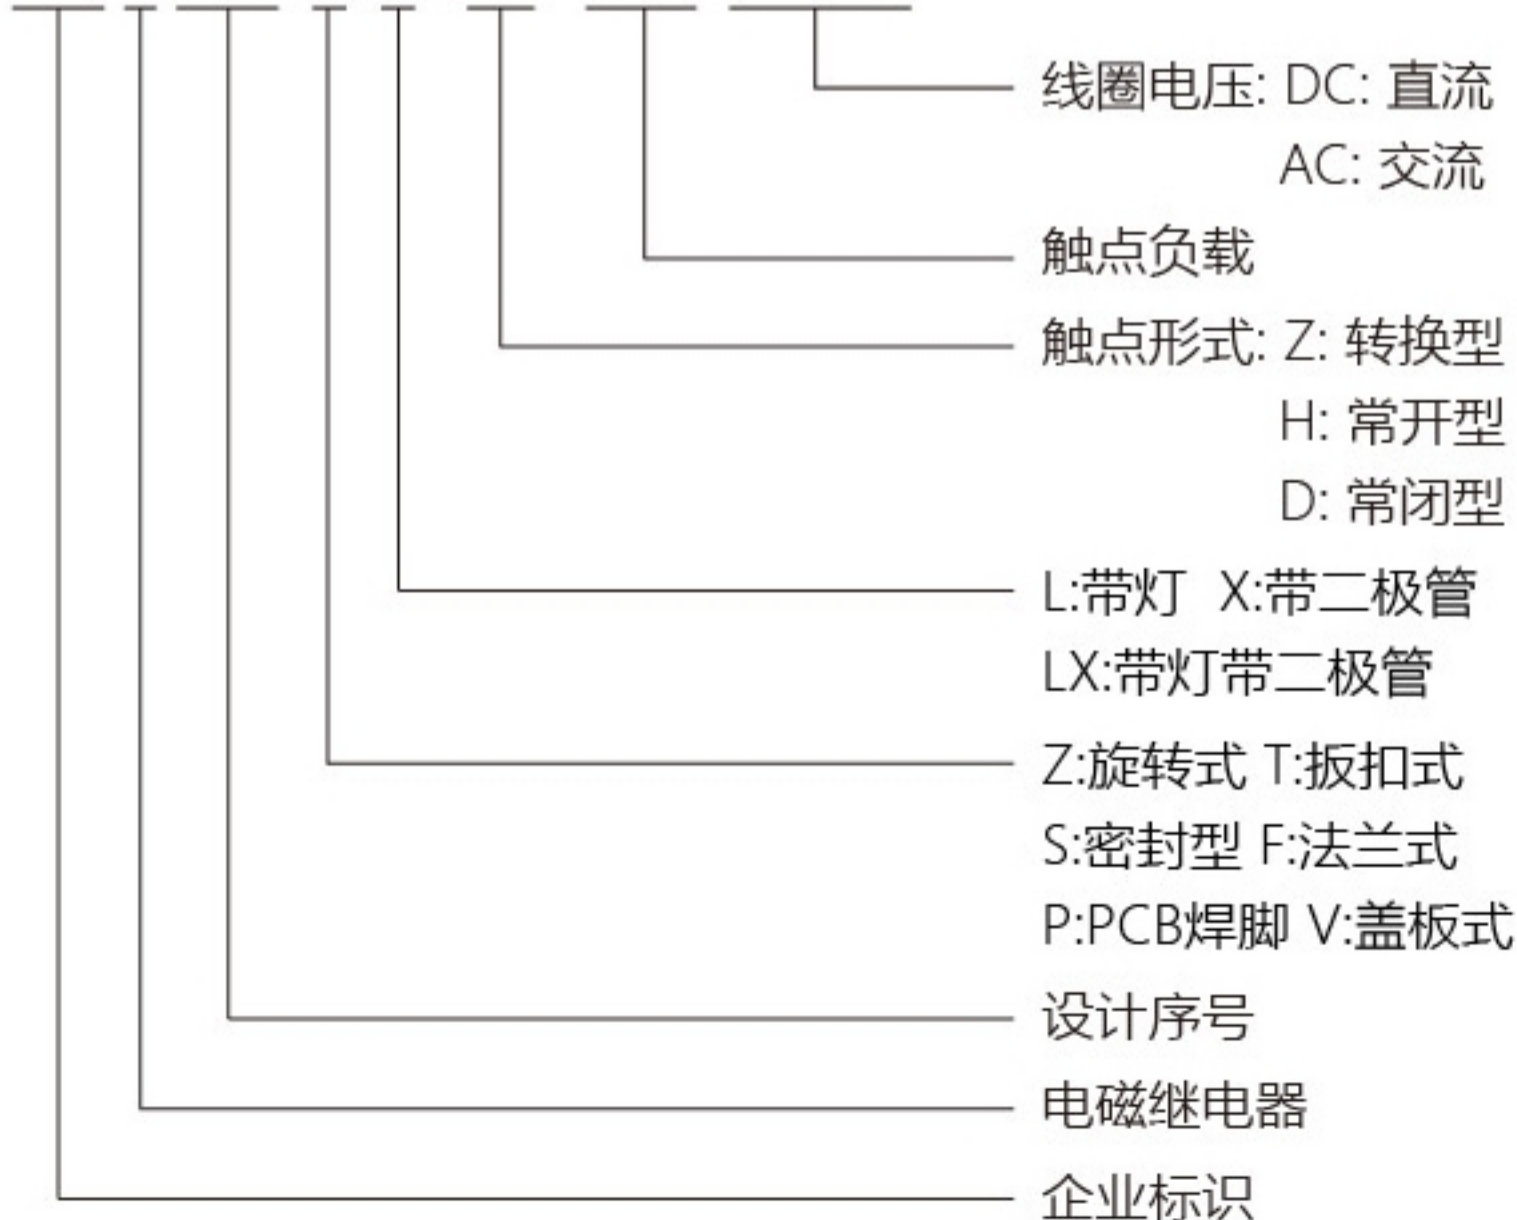 线圈电压: DC: 直流
AC: 交流
触点负载
触点形式: Z: 转换型
H: 常开型
D: 常闭型
L:带灯 X:带二极管
LX:带灯带二极管
Z:旋转式 T:扳扣式
S:密封型 F:法兰式
P:PCB焊脚 V:盖板式
设计序号
电磁继电器
企业标识